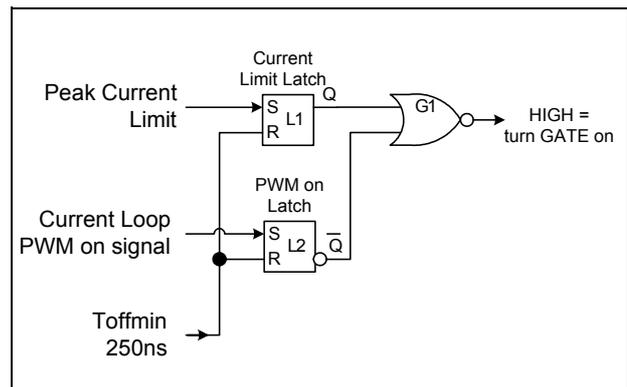 Current
Limit Latch
Peak Current
Limit
S
R
L1
Q
G1
HIGH =
turn GATE on
PWM on
Latch
Current Loop
PWM on signal
S
R
L2
Q̅
Toffmin
250ns